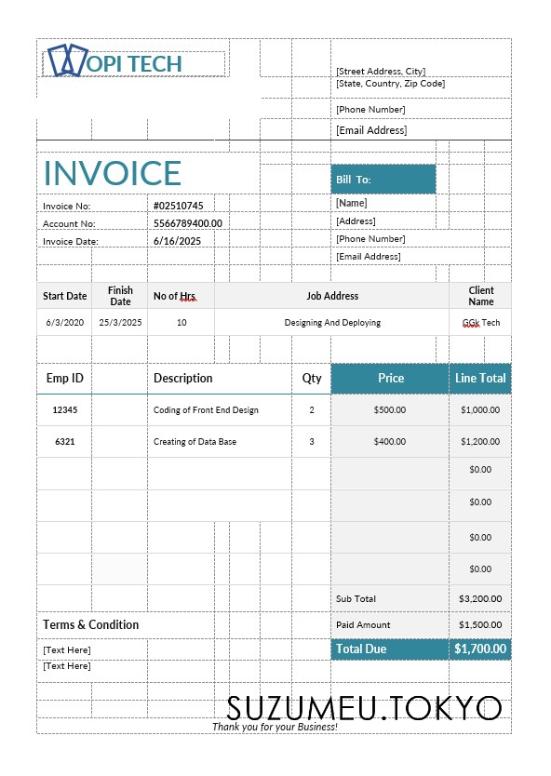 WOPI TECH
[Street Address, City]
[State, Country, Zip Code]
[Phone Number]
[Email Address]
INVOICE
Bill To:
Invoice No: #02510745
[Name]
Account No: 5566789400.00
[Address]
Invoice Date: 6/16/2025
[Phone Number]
[Email Address]
Start Date Finish Date No of Hrs Job Address Client Name
6/3/2020 25/3/2025 10 Designing And Deploying GGk Tech
Emp ID Description Qty Price Line Total
12345 Coding of Front End Design 2 $500.00 $1,000.00
6321 Creating of Data Base 3 $400.00 $1,200.00
$0.00
$0.00
$0.00
$0.00
Sub Total $3,200.00
Terms & Condition Paid Amount $1,500.00
[Text Here] Total Due $1,700.00
[Text Here]
SUZUMEU.TOKYO
Thank you for your Business!